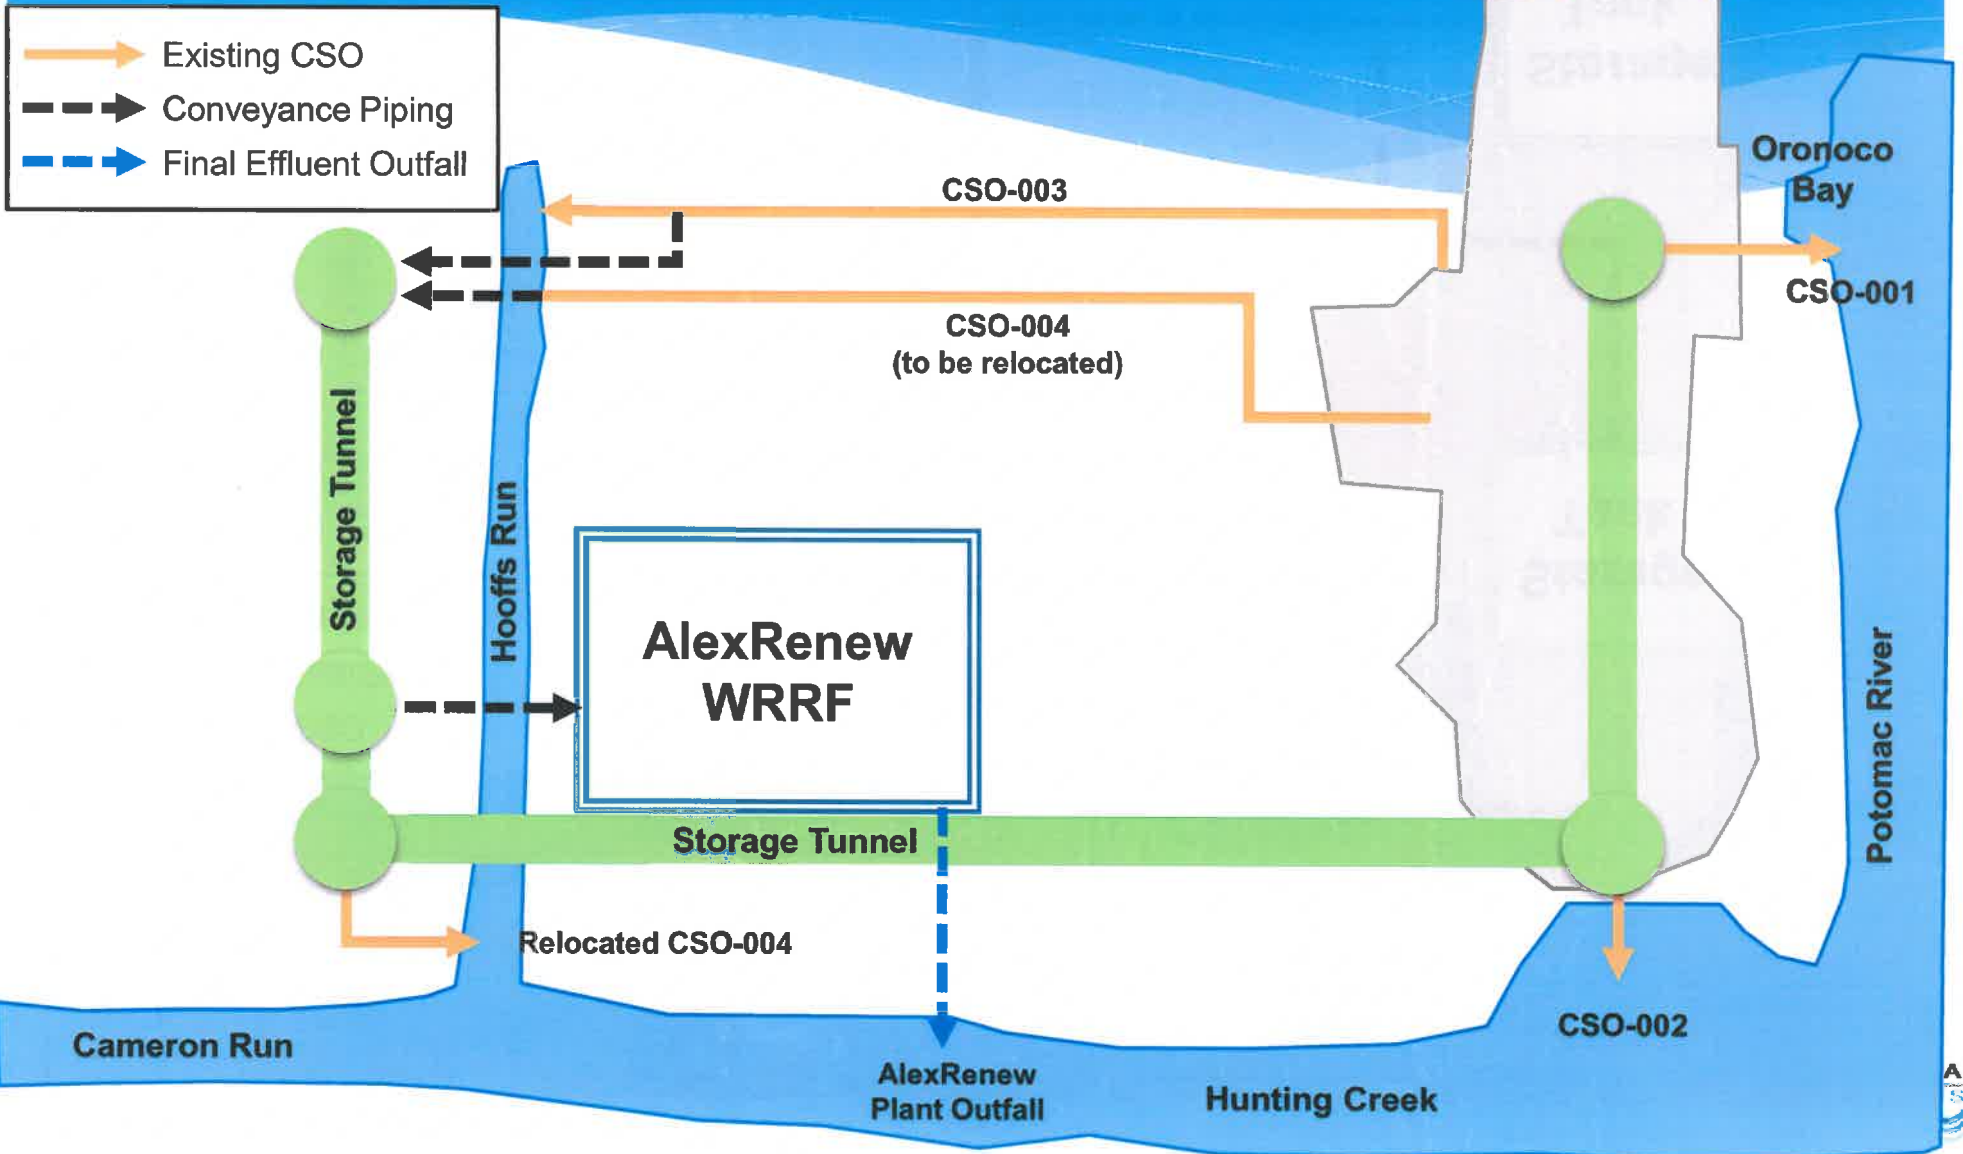 Existing CSO
Conveyance Piping
Final Effluent Outfall
CSO-003
Oronoco
Bay
CSO-001
CSO-004
(to be relocated)
Storage Tunnel
Hooffs Run
AlexRenew
WRRF
Potomac River
Storage Tunnel
Relocated CSO-004
CSO-002
Cameron Run
AlexRenew
Plant Outfall
Hunting Creek
A
S